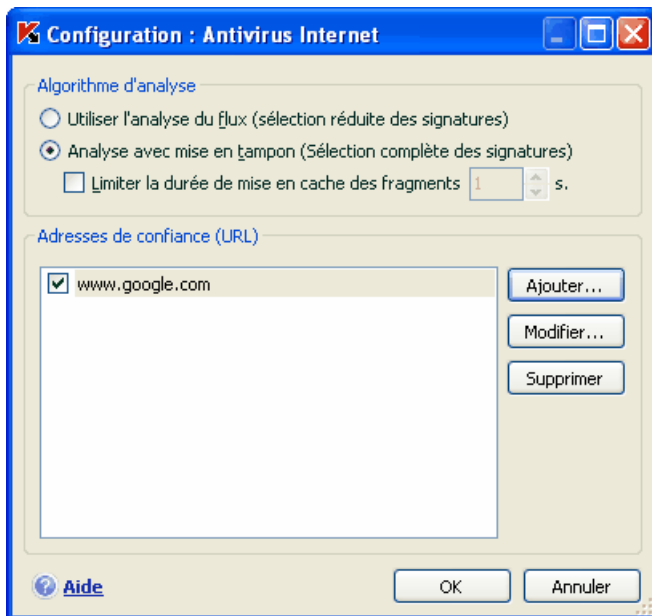 Configuration : Antivirus Internet
Algorithme d'analyse
Utiliser l'analyse du flux (sélection réduite des signatures)
Analyse avec mise en tampon (Sélection complète des signatures)
Limiter la durée de mise en cache des fragments 1 s.
Adresses de confiance (URL)
www.google.com
Ajouter...
Modifier...
Supprimer
Aide
OK
Annuler